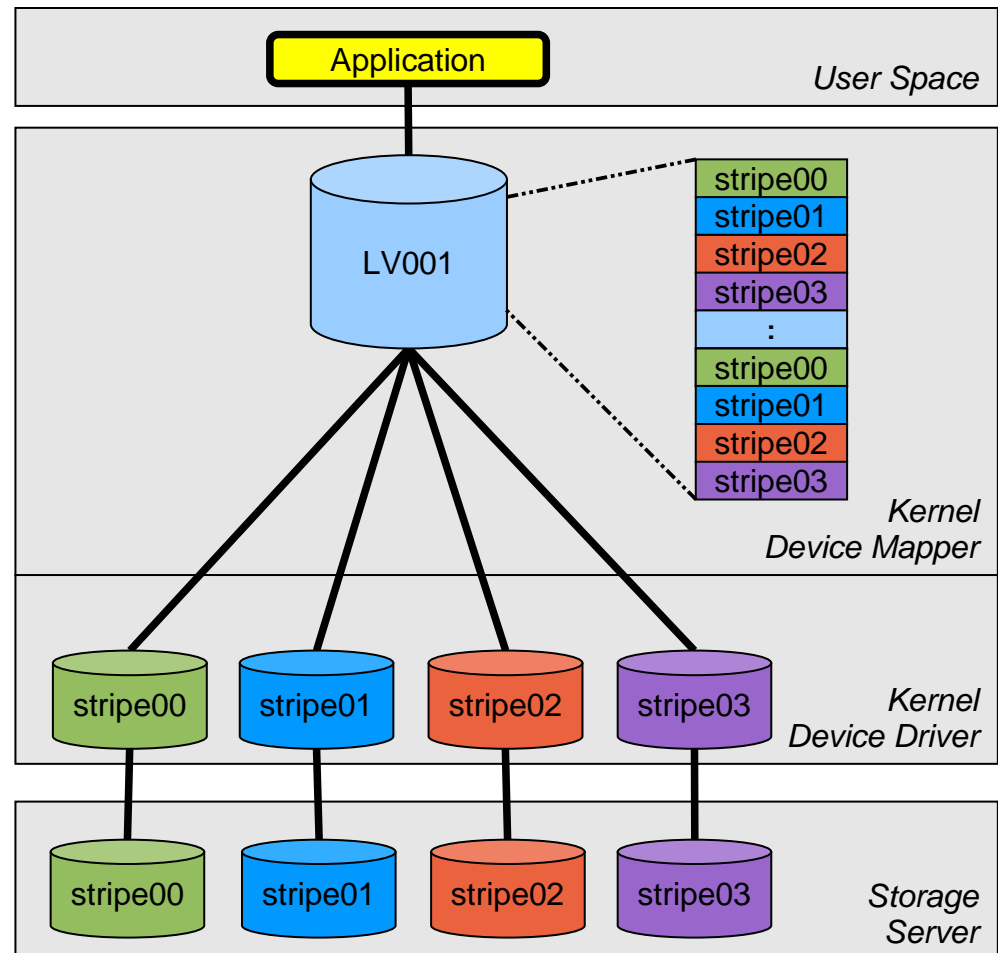 Application
User Space
LV001
stripe00
stripe01
stripe02
stripe03
:
stripe00
stripe01
stripe02
stripe03
Kernel
Device Mapper
stripe00
stripe01
stripe02
stripe03
Kernel
Device Driver
stripe00
stripe01
stripe02
stripe03
Storage
Server